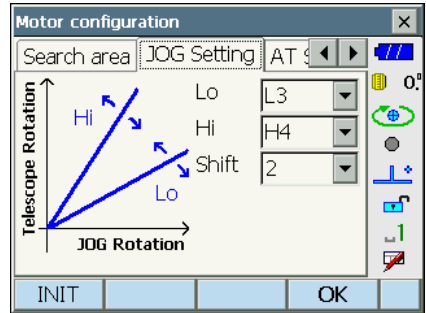 Motor configuration
Search area JOG Setting AT S
0."
Telescope Rotation
Hi
Lo
JOG Rotation
Lo L3
Hi H4
Shift 2
1
INIT OK